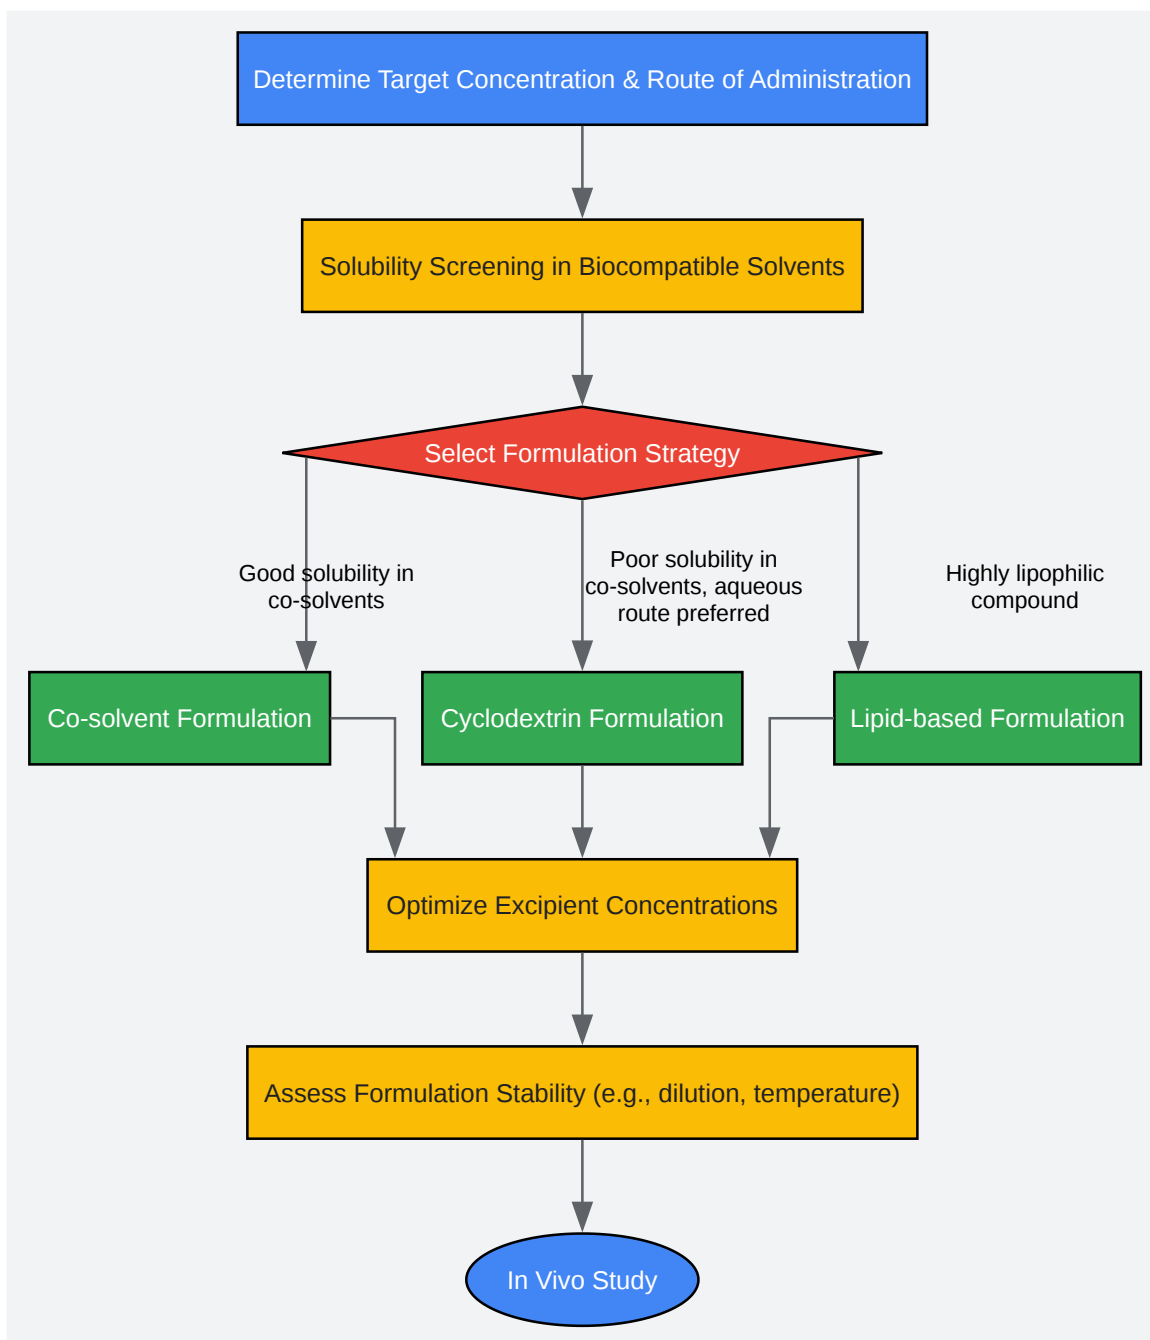 Determine Target Concentration & Route of Administration
Solubility Screening in Biocompatible Solvents
Select Formulation Strategy
Good solubility in
co-solvents
Poor solubility in
co-solvents, aqueous
route preferred
Highly lipophilic
compound
Co-solvent Formulation
Cyclodextrin Formulation
Lipid-based Formulation
Optimize Excipient Concentrations
Assess Formulation Stability (e.g., dilution, temperature)
In Vivo Study